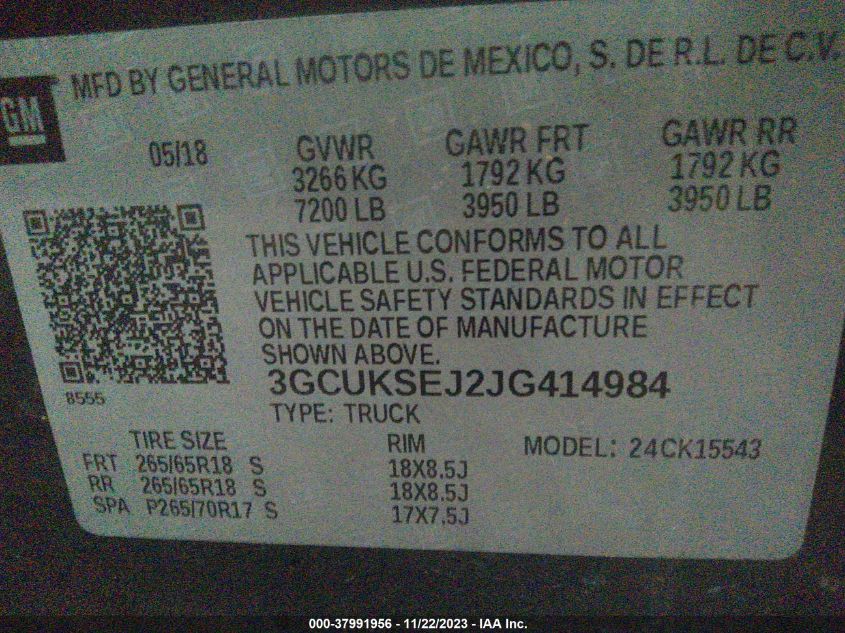 MFD BY GENERAL MOTORS DE MEXICO, S. DE R.L. DE C.V.
GM
05/18 GVWR GAWR FRT GAWR RR
3266 KG 1792 KG 1792 KG
7200 LB 3950 LB 3950 LB
THIS VEHICLE CONFORMS TO ALL
APPLICABLE U.S. FEDERAL MOTOR
VEHICLE SAFETY STANDARDS IN EFFECT
ON THE DATE OF MANUFACTURE
SHOWN ABOVE.
8555
3GCUKSEJ2JG414984
TYPE: TRUCK
TIRE SIZE RIM MODEL: 24CK15543
FRT 265/65R18 S 18X8.5J
RR 265/65R18 S 18X8.5J
SPA P265/70R17 S 17X7.5J
000-37991956 - 11/22/2023 - IAA Inc.